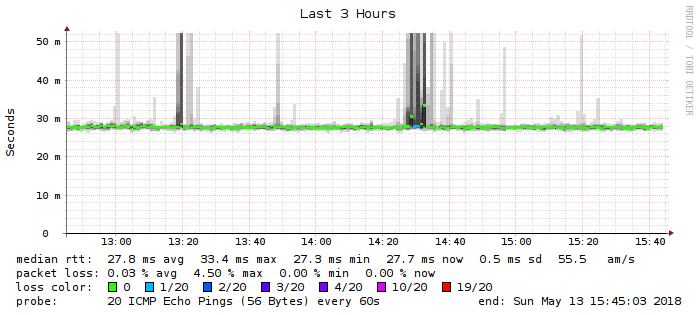 Last 3 Hours
RRDTOOL / TOBI OETIKER
Seconds
50 m
40 m
30 m
20 m
10 m
0
13:00 13:20 13:40 14:00 14:20 14:40 15:00 15:20 15:40
median rtt: 27.8 ms avg 33.4 ms max 27.3 ms min 27.7 ms now 0.5 ms sd 55.5 am/s
packet loss: 0.03 % avg 4.50 % max 0.00 % min 0.00 % now
loss color: 0 1/20 2/20 3/20 4/20 10/20 19/20
probe: 20 ICMP Echo Pings (56 Bytes) every 60s end: Sun May 13 15:45:03 2018